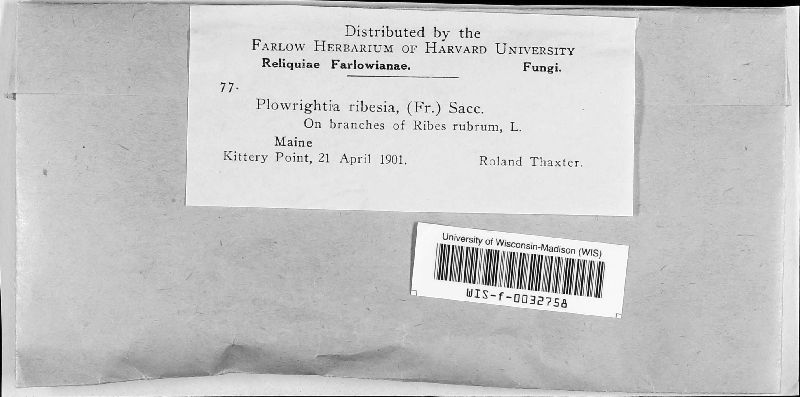 Distributed by the
FARLOW HERBARIUM OF HARVARD UNIVERSITY
Reliquiae Farlowianae. Fungi.
77.
Plowrightia ribesia, (Fr.) Sacc.
On branches of Ribes rubrum, L.
Maine
Kittery Point, 21 April 1901. Roland Thaxter.
University of Wisconsin-Madison (WIS)
WIS-f-0032758